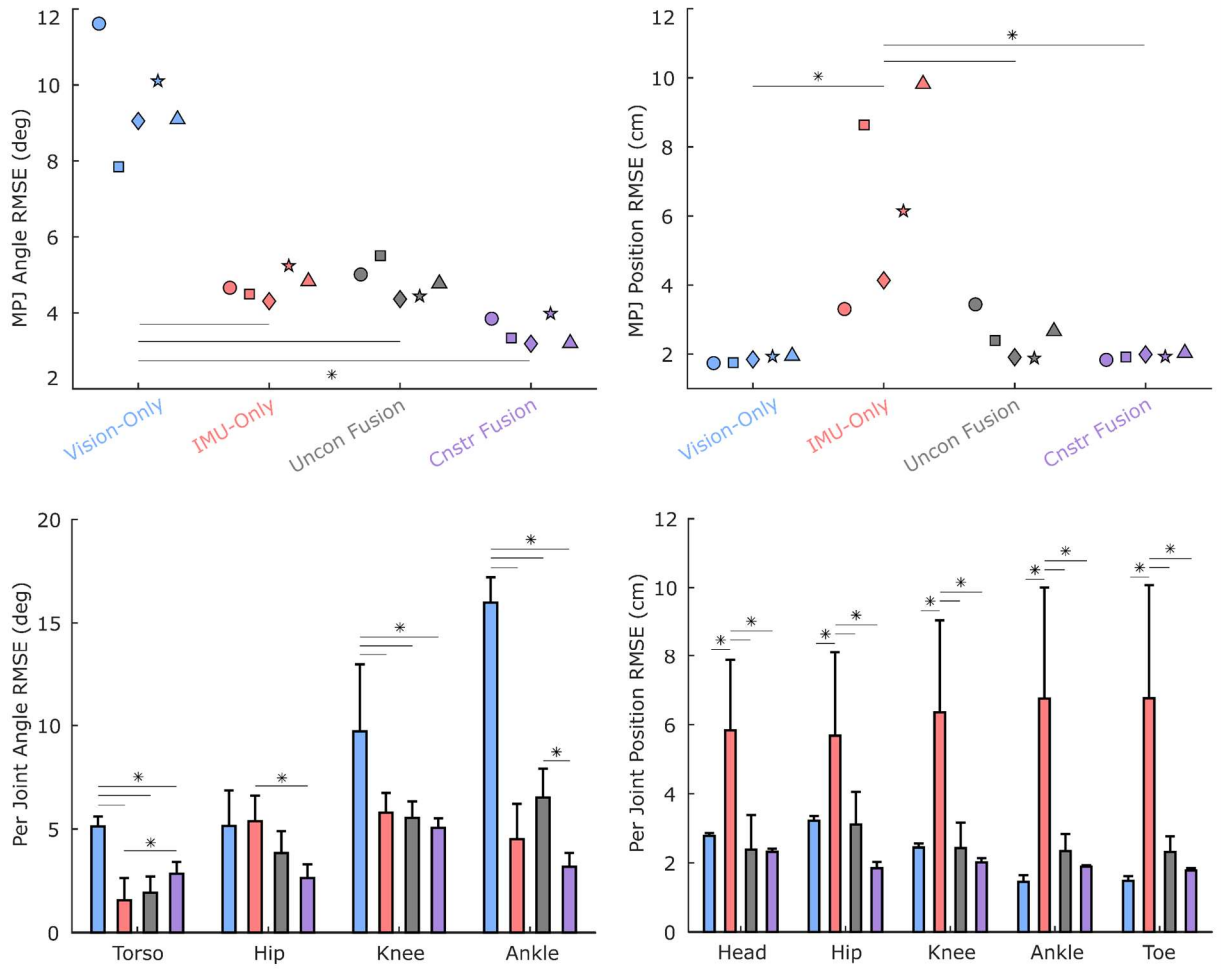 MPJ Angle RMSE (deg)
12
10
8
6
4
2
*
Vision-Only
IMU-Only
Uncon Fusion
Cnstr Fusion
MPJ Position RMSE (cm)
12
10
8
6
4
2
*
*
Vision-Only
IMU-Only
Uncon Fusion
Cnstr Fusion
Per Joint Angle RMSE (deg)
20
15
10
5
0
*
*
*
*
*
*
Torso
Hip
Knee
Ankle
Per Joint Position RMSE (cm)
12
10
8
6
4
2
0
*
*
*
*
*
*
*
*
*
*
Head
Hip
Knee
Ankle
Toe